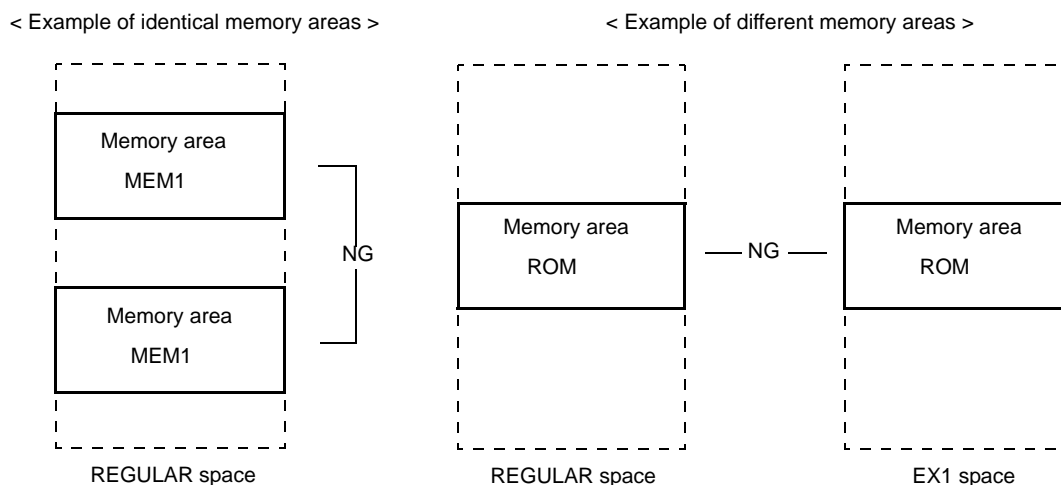 < Example of identical memory areas >
< Example of different memory areas >
Memory area
MEM1
NG
Memory area
MEM1
REGULAR space
Memory area
ROM
NG
Memory area
ROM
REGULAR space
EX1 space